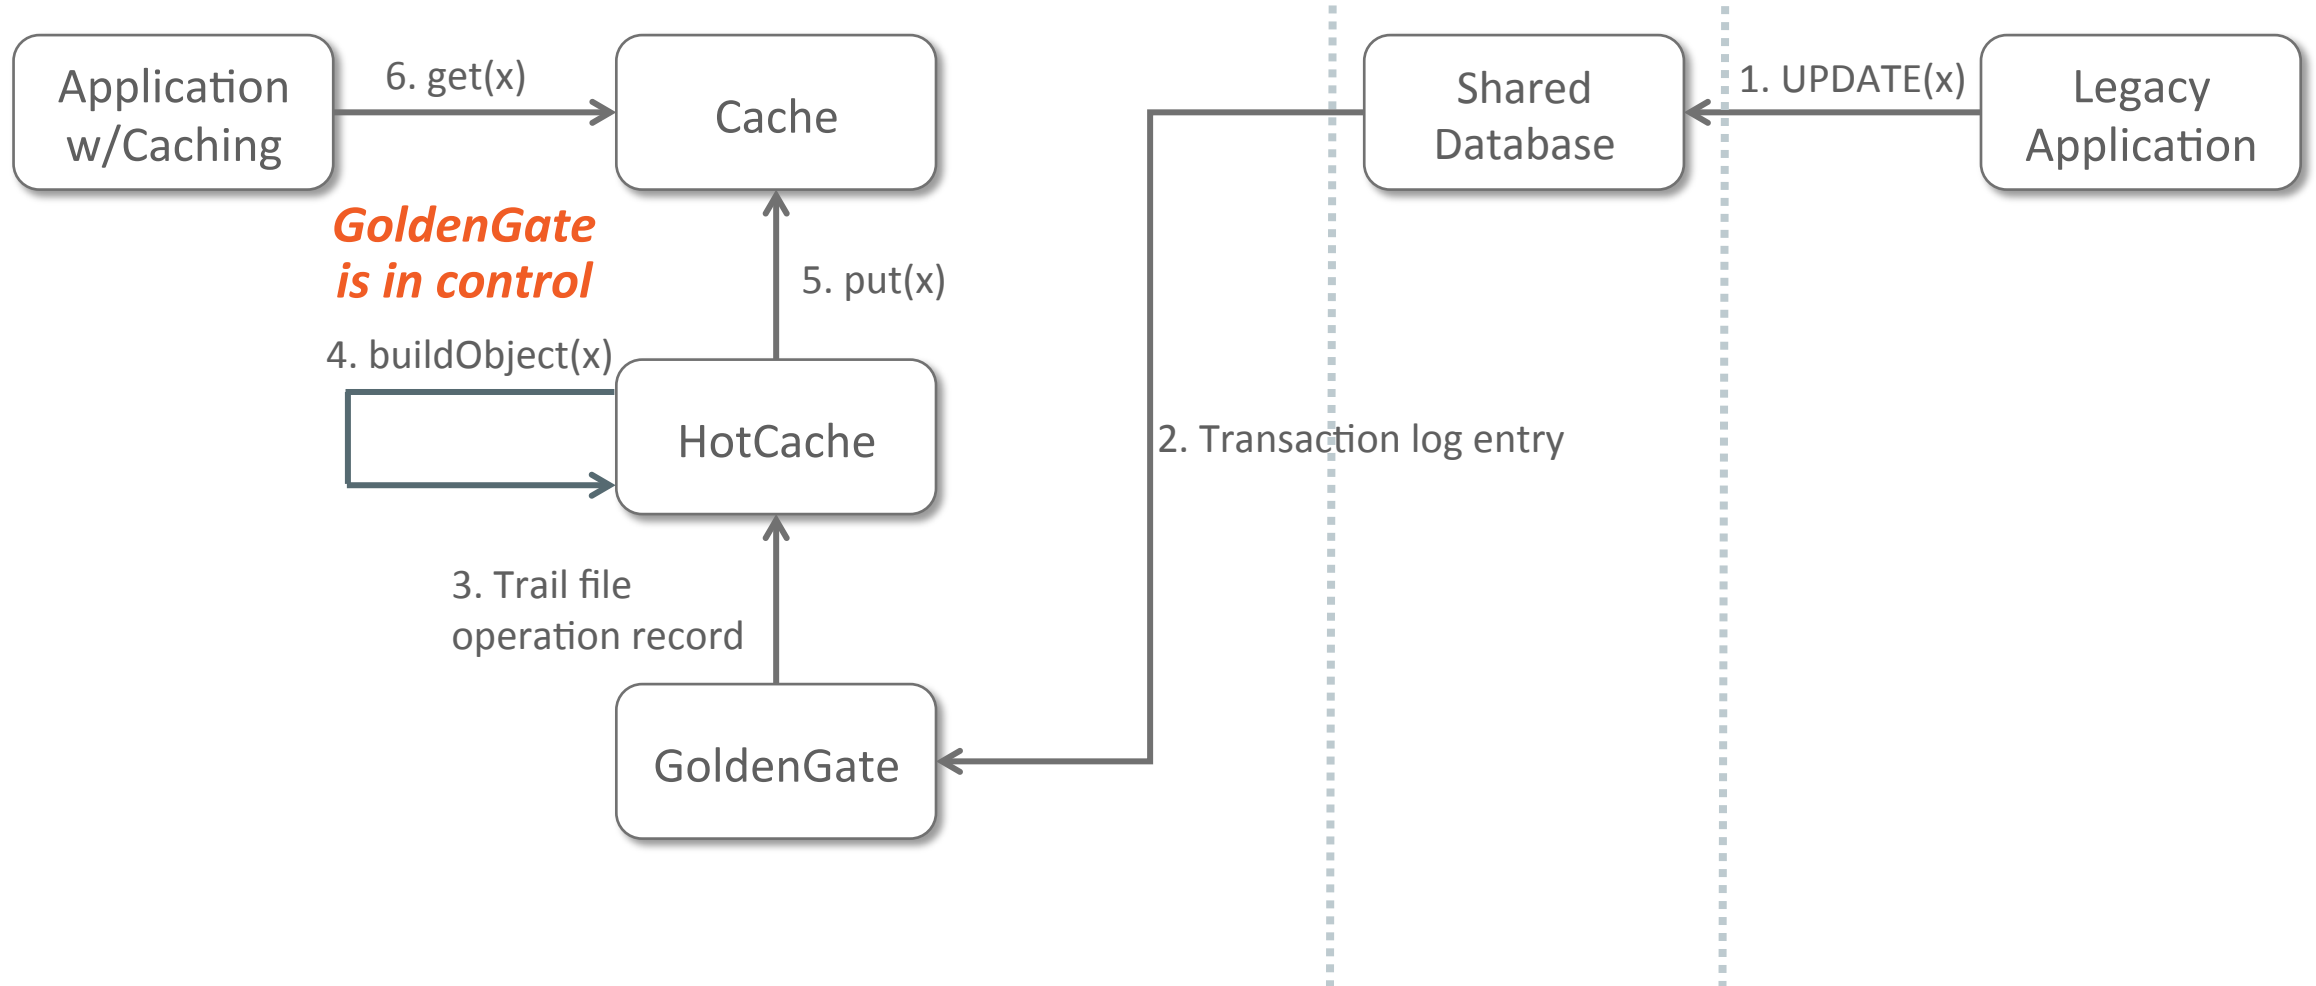 Application
w/Caching
6. get(x)
Cache
Shared
Database
1. UPDATE(x)
Legacy
Application
GoldenGate
is in control
5. put(x)
4. buildObject(x)
HotCache
2. Transaction log entry
3. Trail file
operation record
GoldenGate